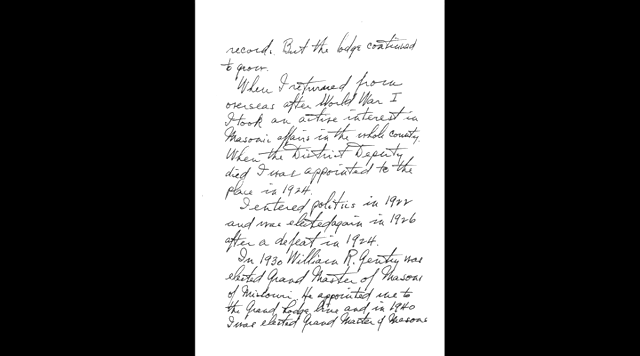 record. But the lodge continued
to grow.
When I returned from
overseas after World War I
I took an active interest in
Masonic affairs in the whole county.
When the District Deputy
died I was appointed to the
place in 1924.
I entered politics in 1922
and was elected again in 1926
after a defeat in 1924.
In 1930 William R. Gentry was
elected Grand Master of Masons
of Missouri. He appointed me to
the Grand Lodge line and in 1940
I was elected Grand Master of Masons